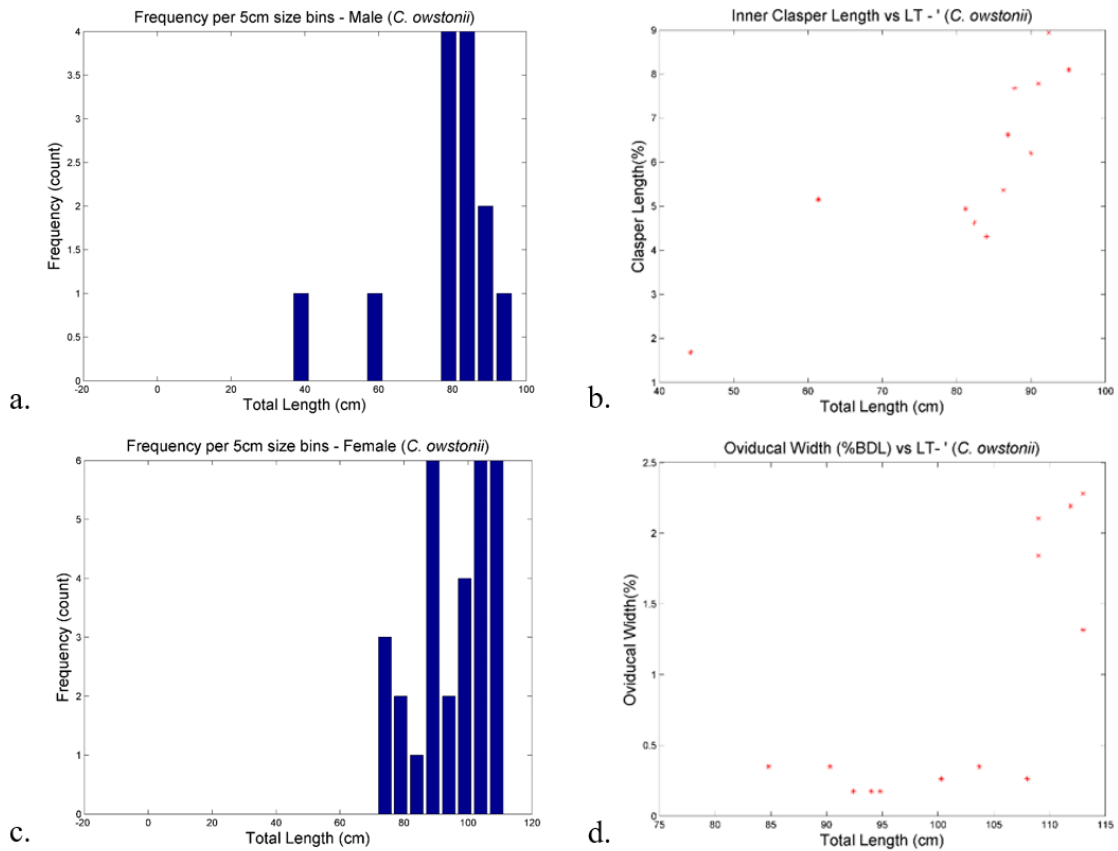 Frequency per 5cm size bins - Male (C. owstonii)
4
3.5
3
2.5
2
1.5
1
0.5
0
Frequency (count)
-20 0 20 40 60 80 100
Total Length (cm)
a.
Inner Clasper Length vs LT - ' (C. owstonii)
9
8
7
6
5
4
3
2
1
Clasper Length(%)
40 50 60 70 80 90 100
Total Length (cm)
b.
Frequency per 5cm size bins - Female (C. owstonii)
6
5
4
3
2
1
0
Frequency (count)
-20 0 20 40 60 80 100 120
Total Length (cm)
c.
Oviducal Width (%BDL) vs LT- ' (C. owstonii)
2.5
2
1.5
1
0.5
0
Oviducal Width(%)
75 80 85 90 95 100 105 110 115
Total Length (cm)
d.